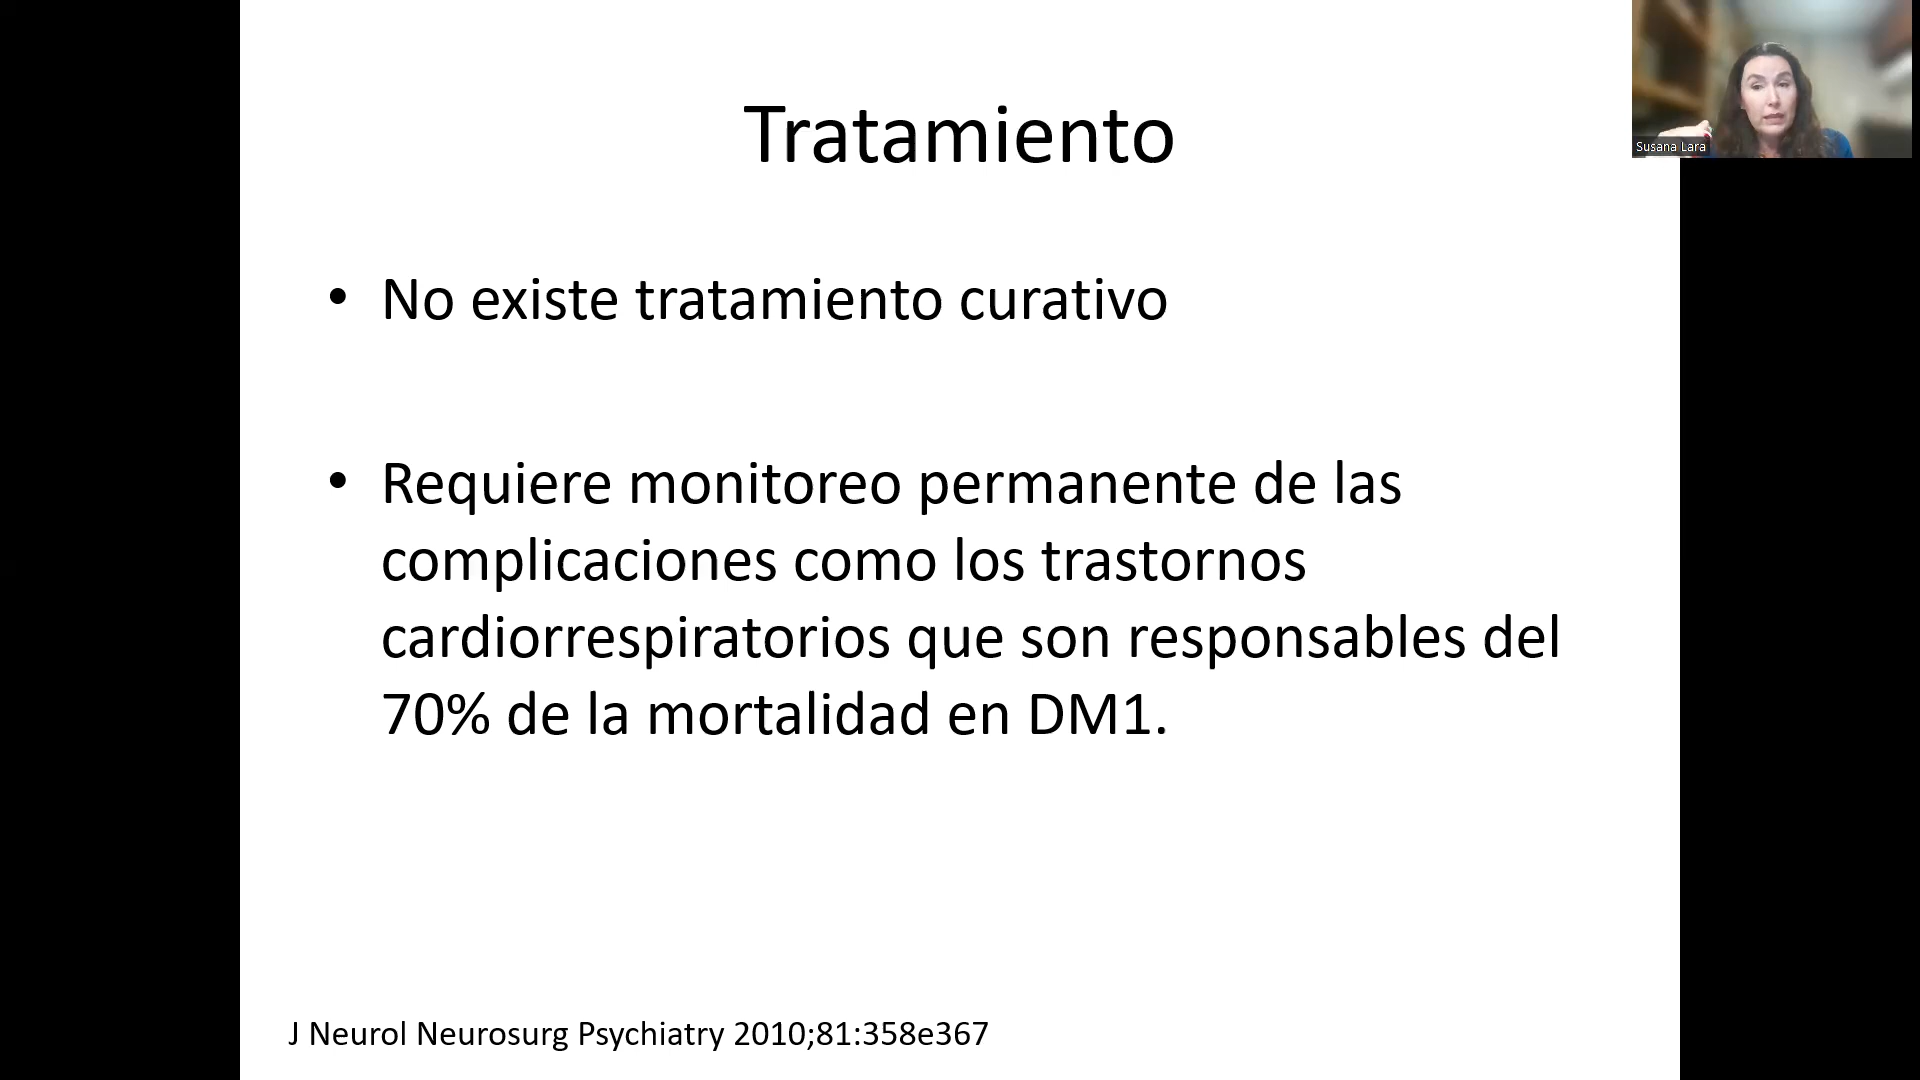 Tratamiento
Susana Lara
• No existe tratamiento curativo
• Requiere monitoreo permanente de las
complicaciones como los trastornos
cardiorrespiratorios que son responsables del
70% de la mortalidad en DM1.
J Neurol Neurosurg Psychiatry 2010;81:358e367